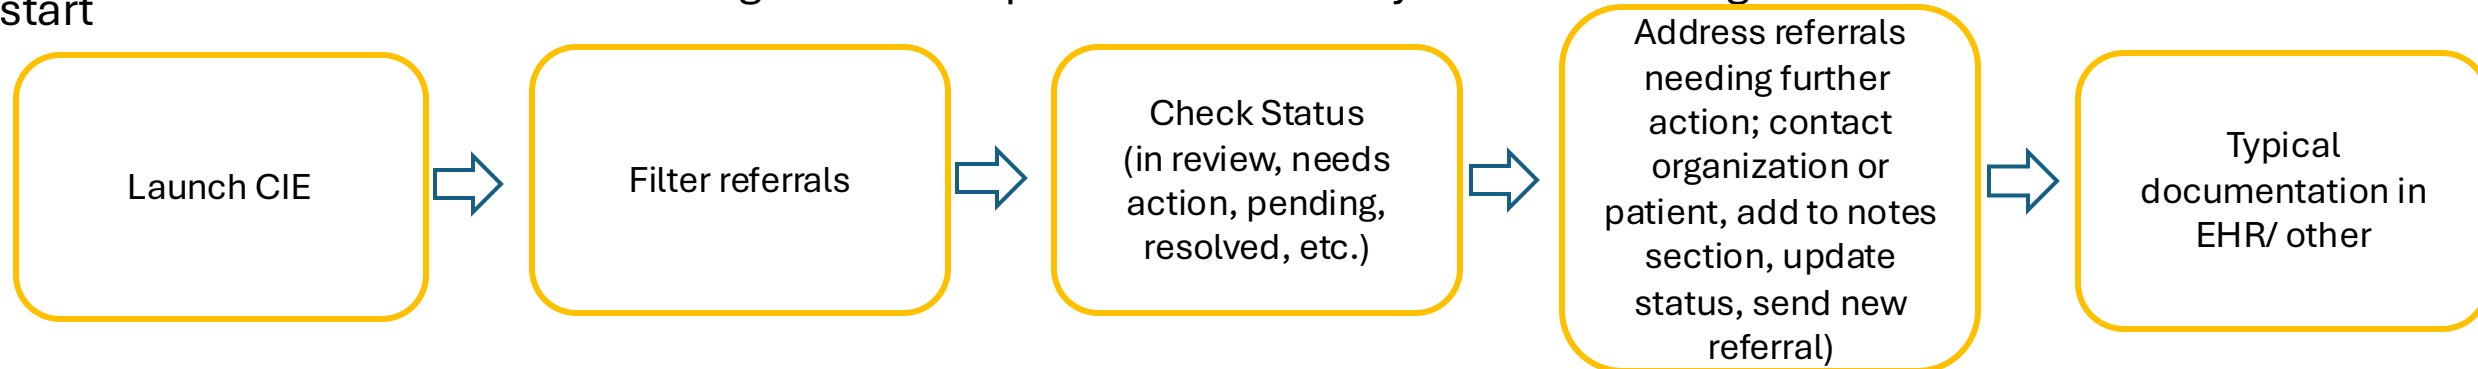 start
Launch CIE
Filter referrals
Check Status
(in review, needs
action, pending,
resolved, etc.)
Address referrals
needing further
action; contact
organization or
patient, add to notes
section, update
status, send new
referral)
Typical
documentation in
EHR/ other